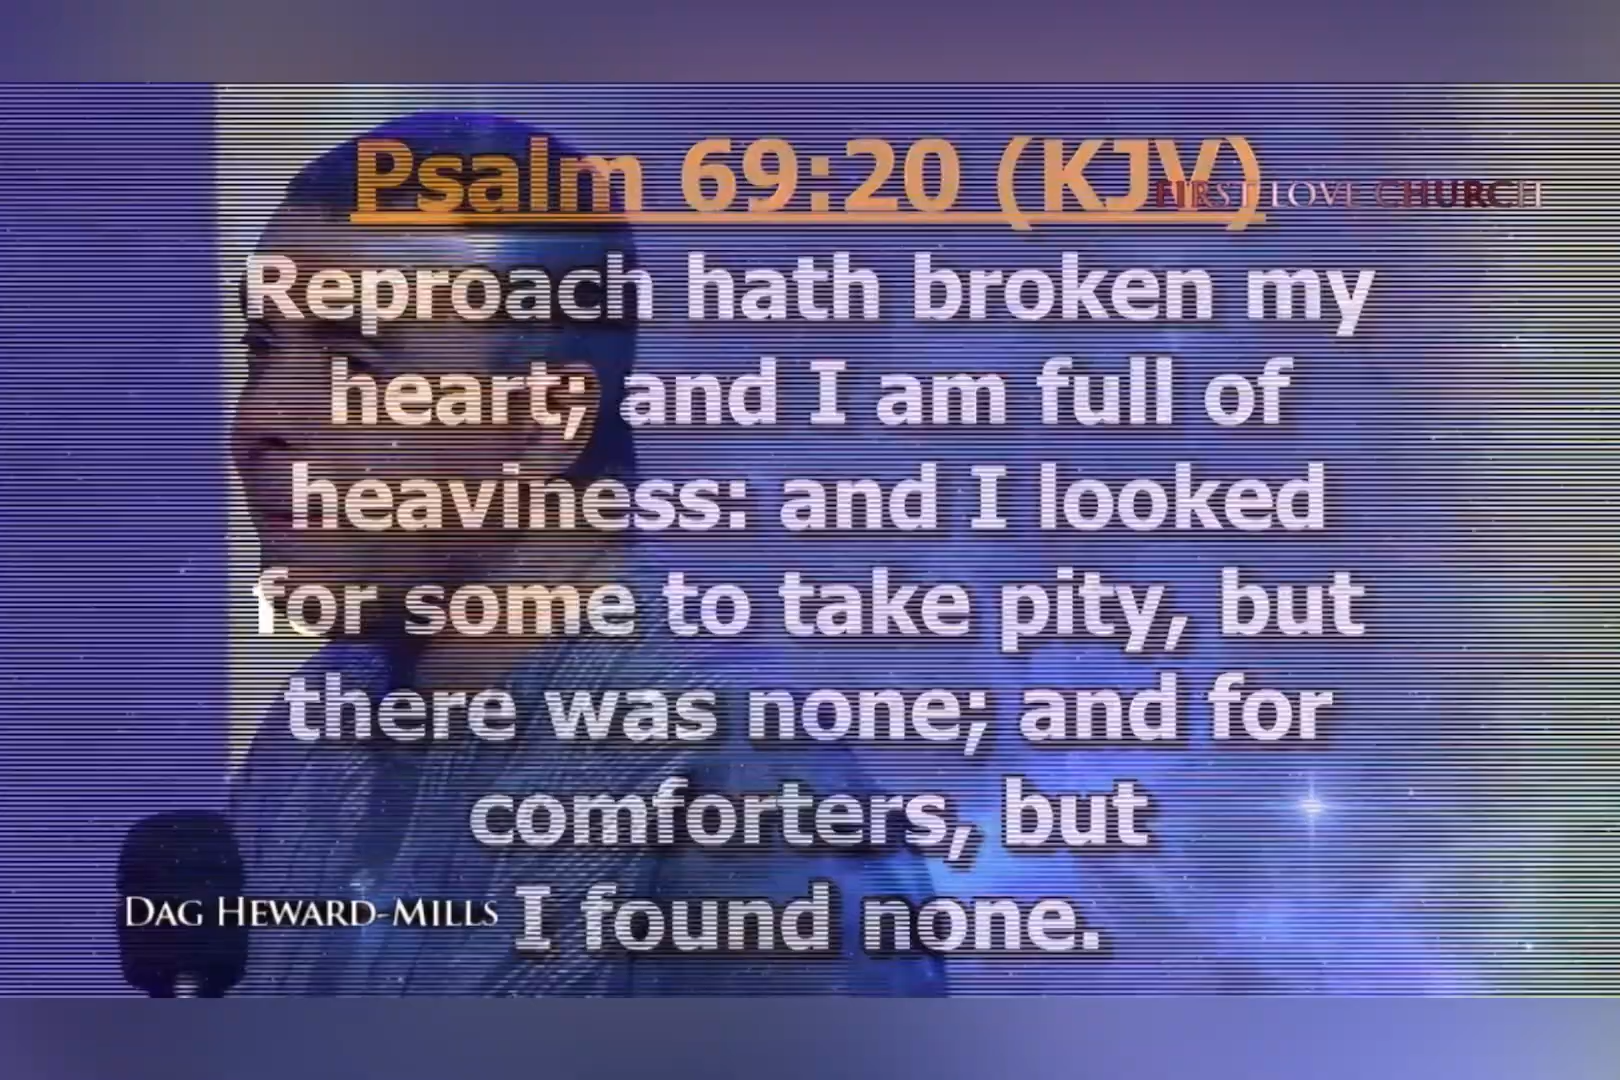 Psalm 69:20 (KJV)
FIRST LOVE CHURCH
Reproach hath broken my
heart; and I am full of
heaviness: and I looked
for some to take pity, but
there was none; and for
comforters, but
I found none.
DAG HEWARD-MILLS